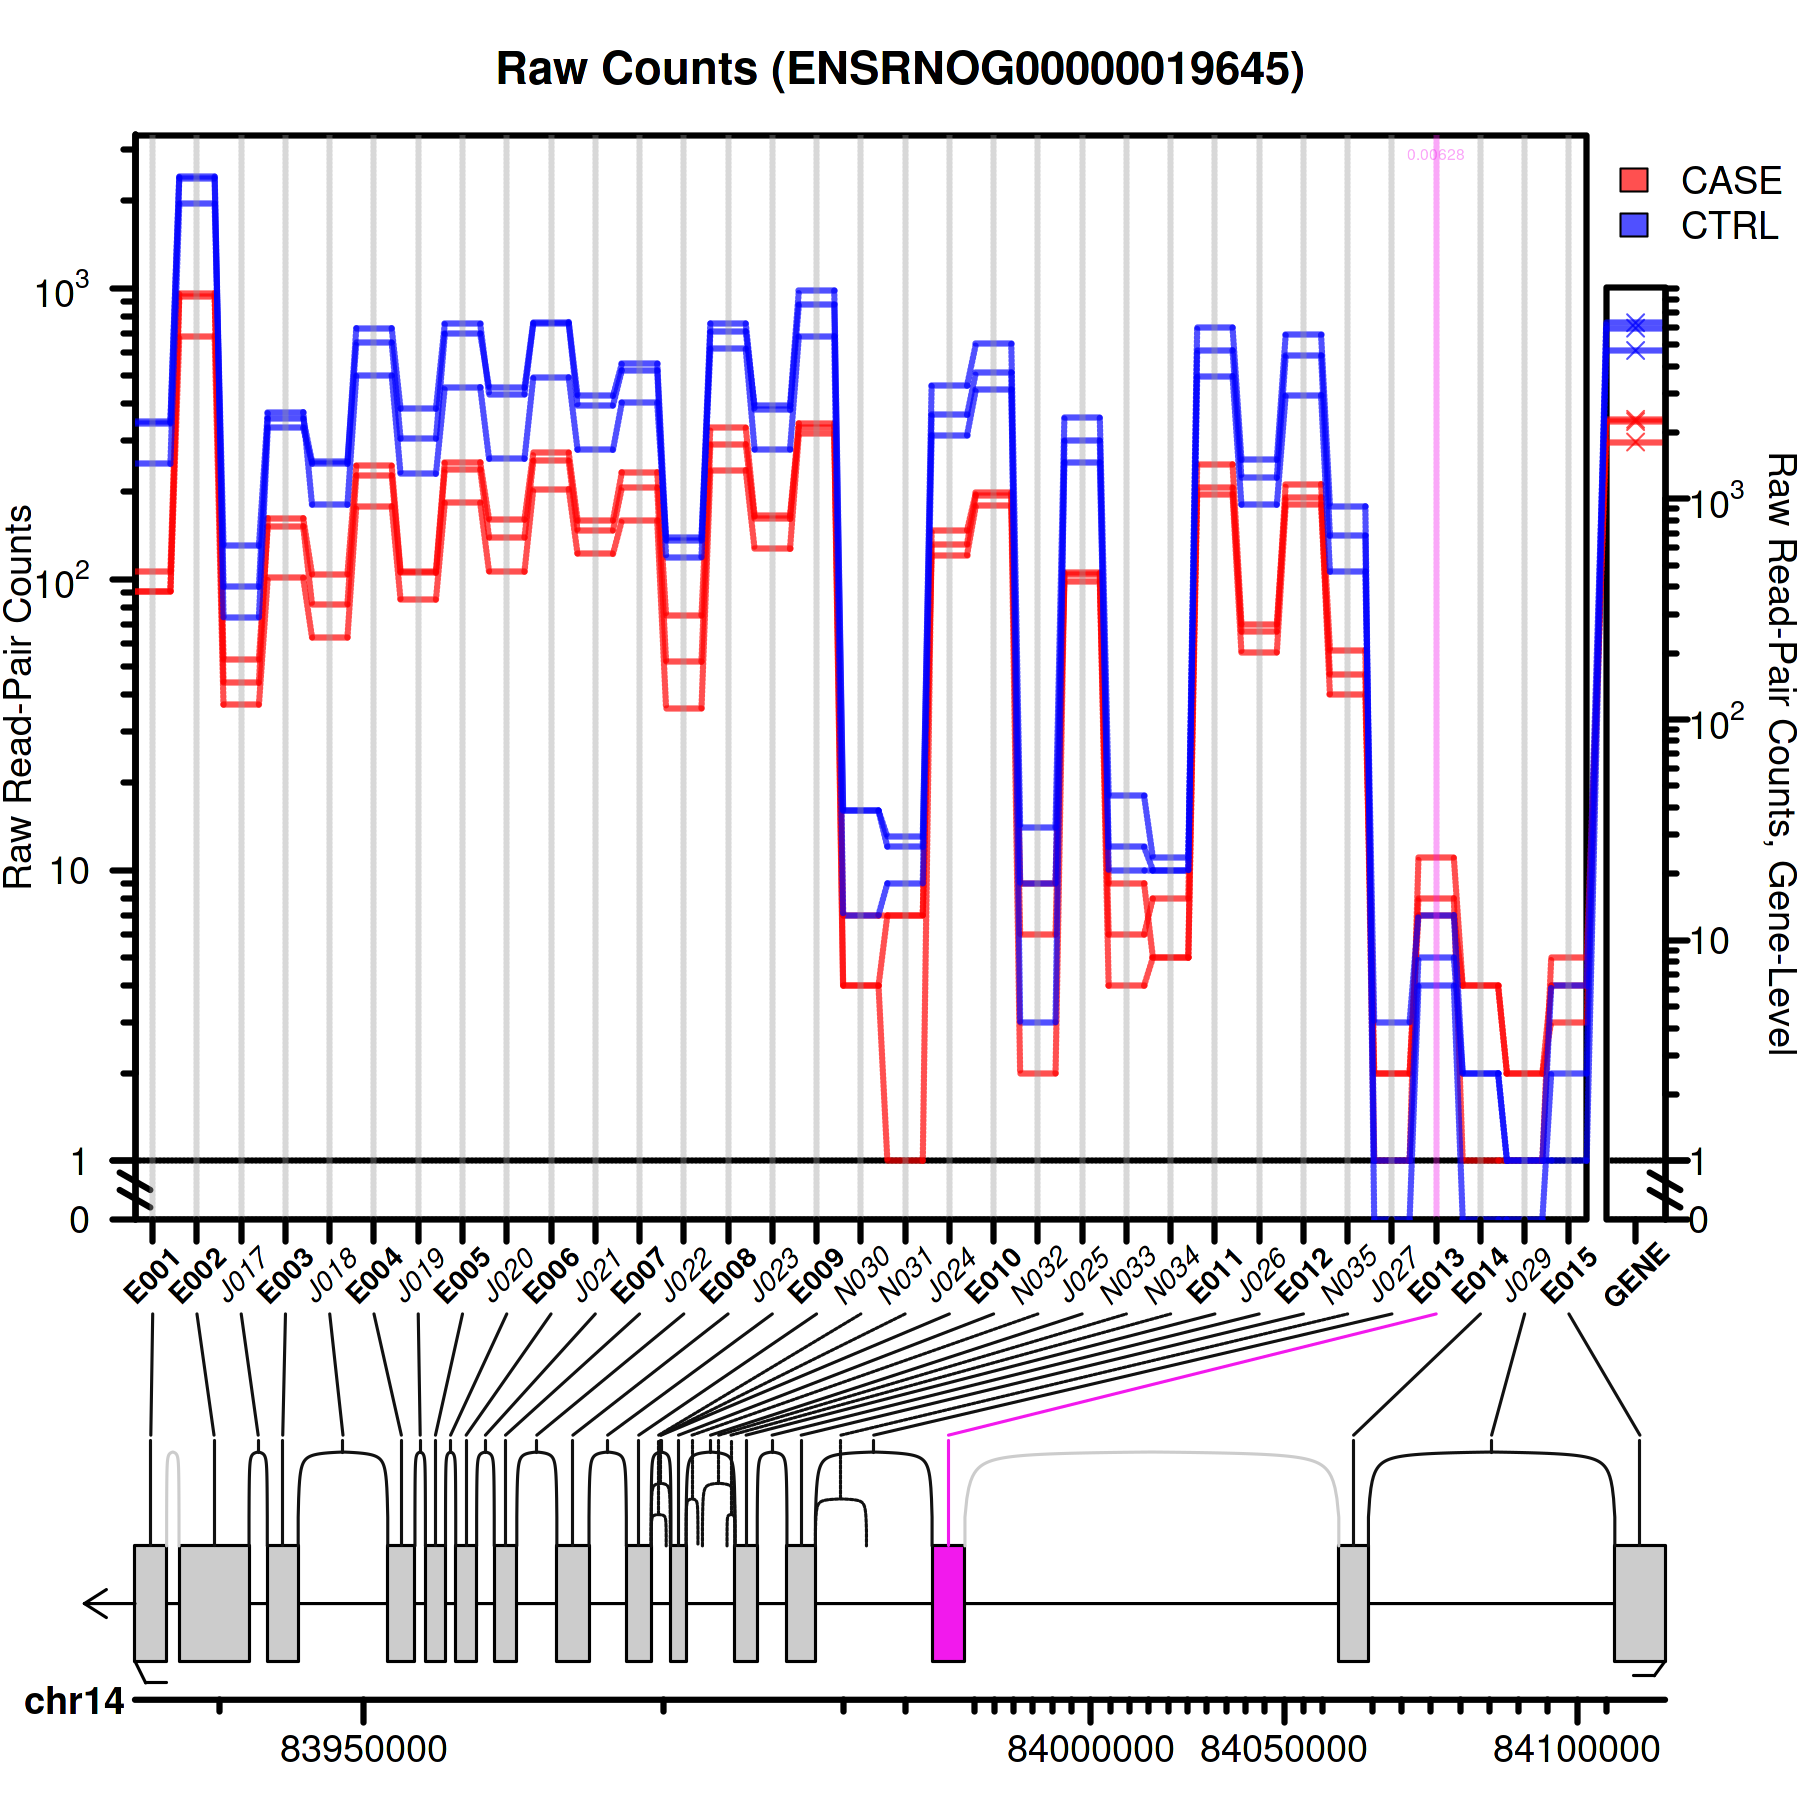 Raw Counts (ENSRNOG00000019645)
0.00628
CASE
CTRL
Raw Read-Pair Counts
10³
10²
10
1
0
Raw Read-Pair Counts, Gene-Level
10³
10²
10
1
0
E001 E002 J017 E003 J018 E004 J019 E005 J020 E006 J021 E007 J022 E008 J023 E009 N030 N031 J024 E010 N032 J025 N033 N034 E011 J026 E012 N035 J027 E013 E014 J029 E015 GENE
chr14
83950000 84000000 84050000 84100000